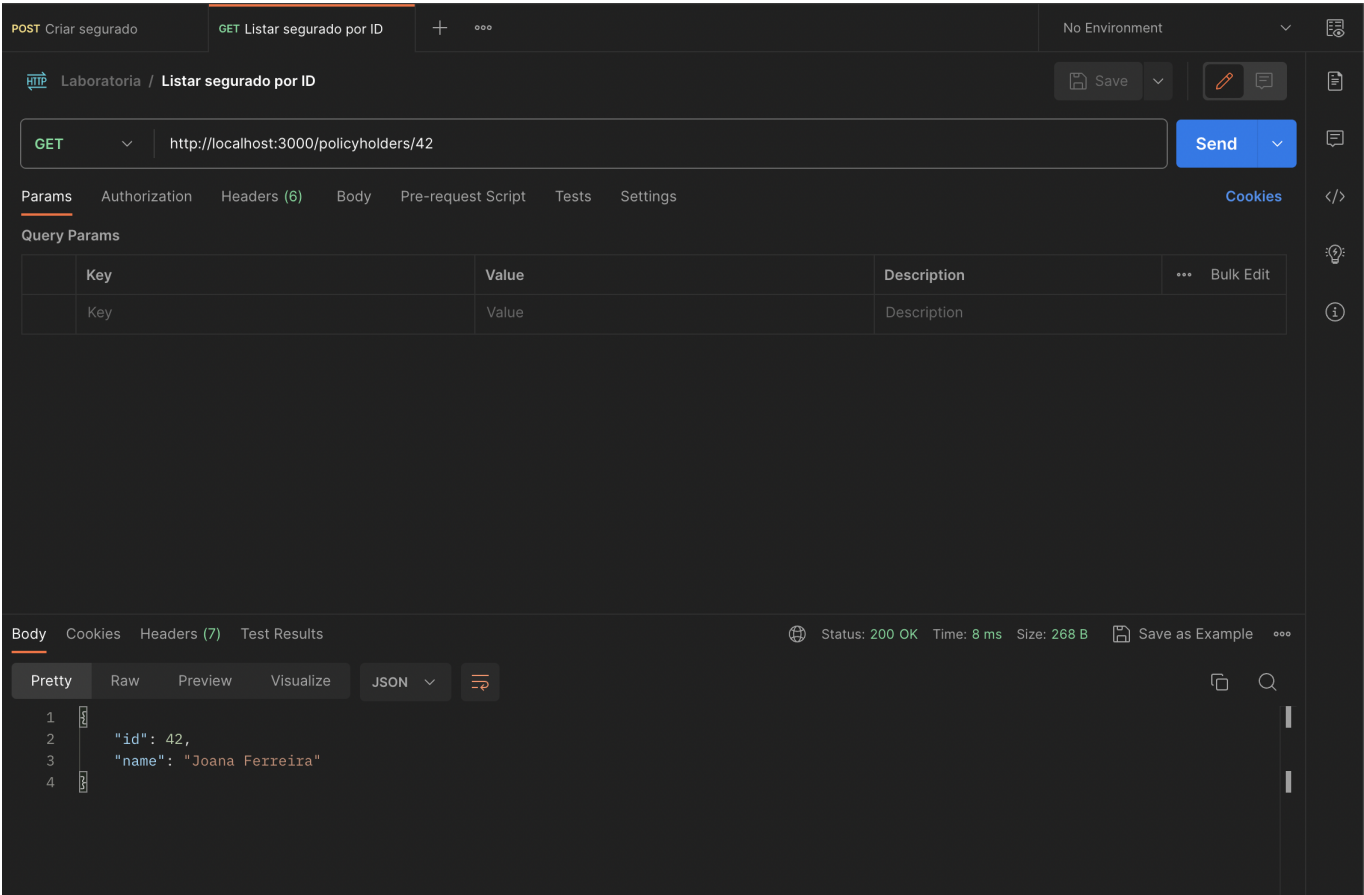 POST Criar segurado GET Listar segurado por ID No Environment
HTTP Laboratoria / Listar segurado por ID Save
GET http://localhost:3000/policyholders/42 Send
Params Authorization Headers (6) Body Pre-request Script Tests Settings Cookies
Query Params
Key Value Description Bulk Edit
Key Value Description
Body Cookies Headers (7) Test Results Status: 200 OK Time: 8 ms Size: 268 B Save as Example
Pretty Raw Preview Visualize JSON
1 {
2 "id": 42,
3 "name": "Joana Ferreira"
4 }